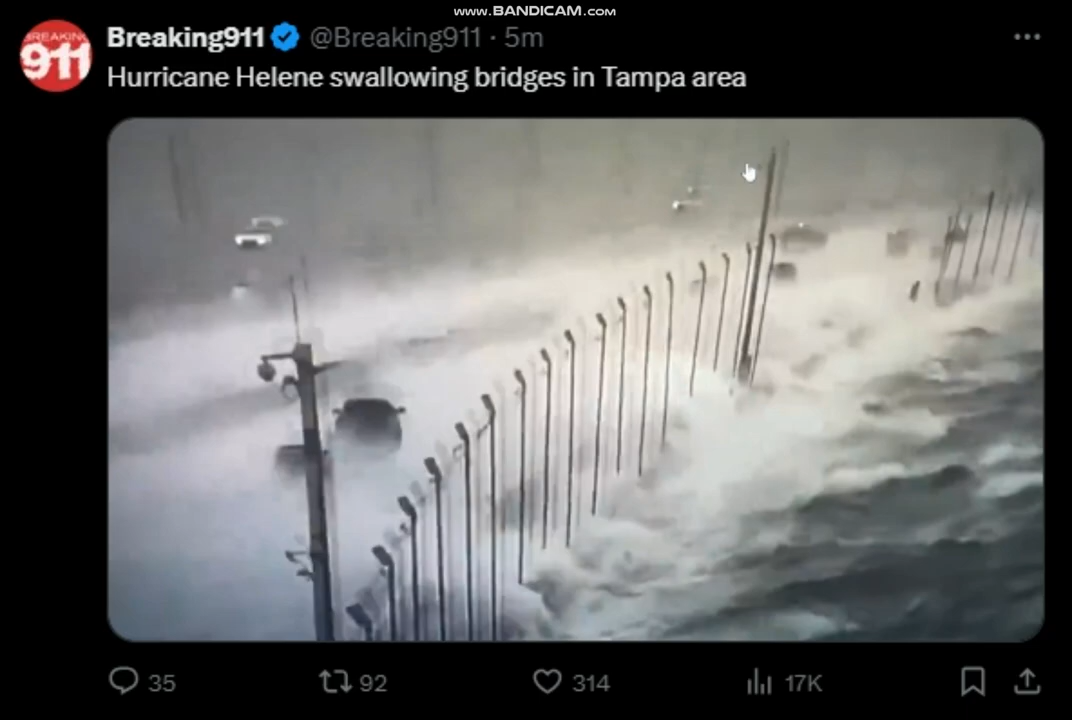 www.BANDICAM.com
BREAKING
911
Breaking911 @Breaking911 · 5m
Hurricane Helene swallowing bridges in Tampa area
35 92 314 17K